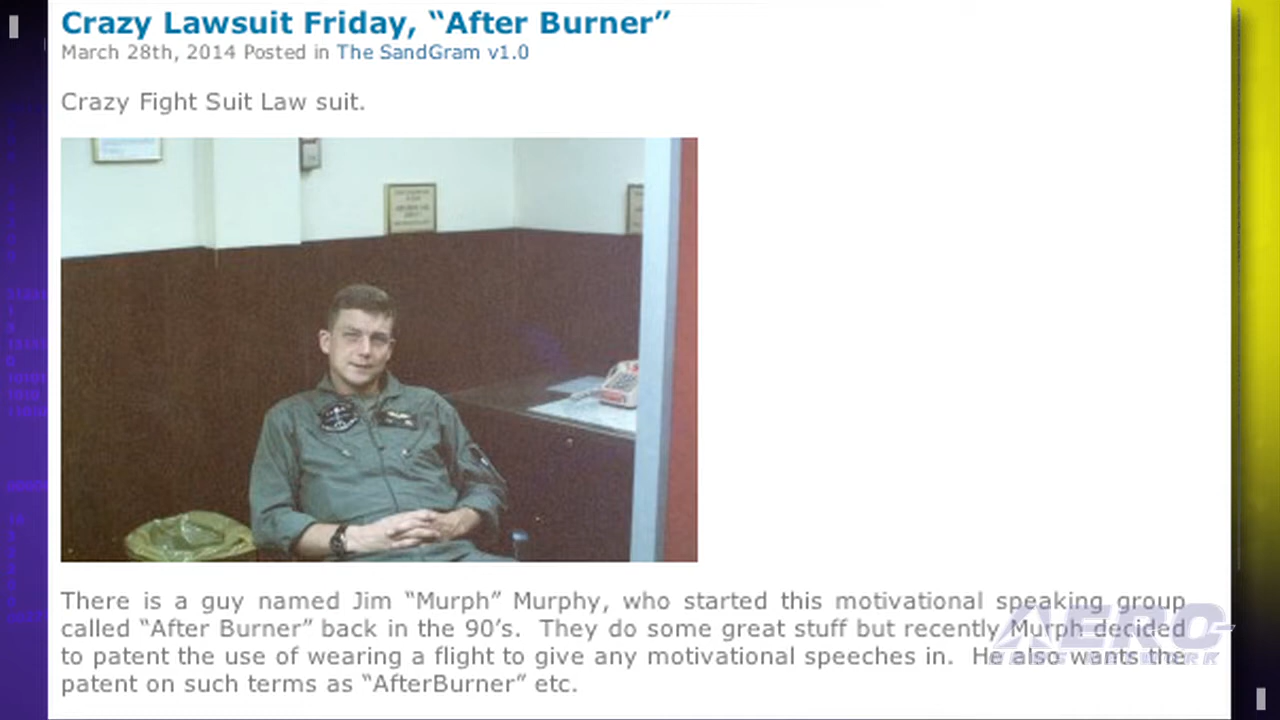 Crazy Lawsuit Friday, “After Burner”
March 28th, 2014 Posted in The SandGram v1.0
Crazy Fight Suit Law suit.
There is a guy named Jim “Murph” Murphy, who started this motivational speaking group
called “After Burner” back in the 90’s. They do some great stuff but recently Murph decided
to patent the use of wearing a flight to give any motivational speeches in. He also wants the
patent on such terms as “AfterBurner” etc.
AERO
NEWS NETWORK